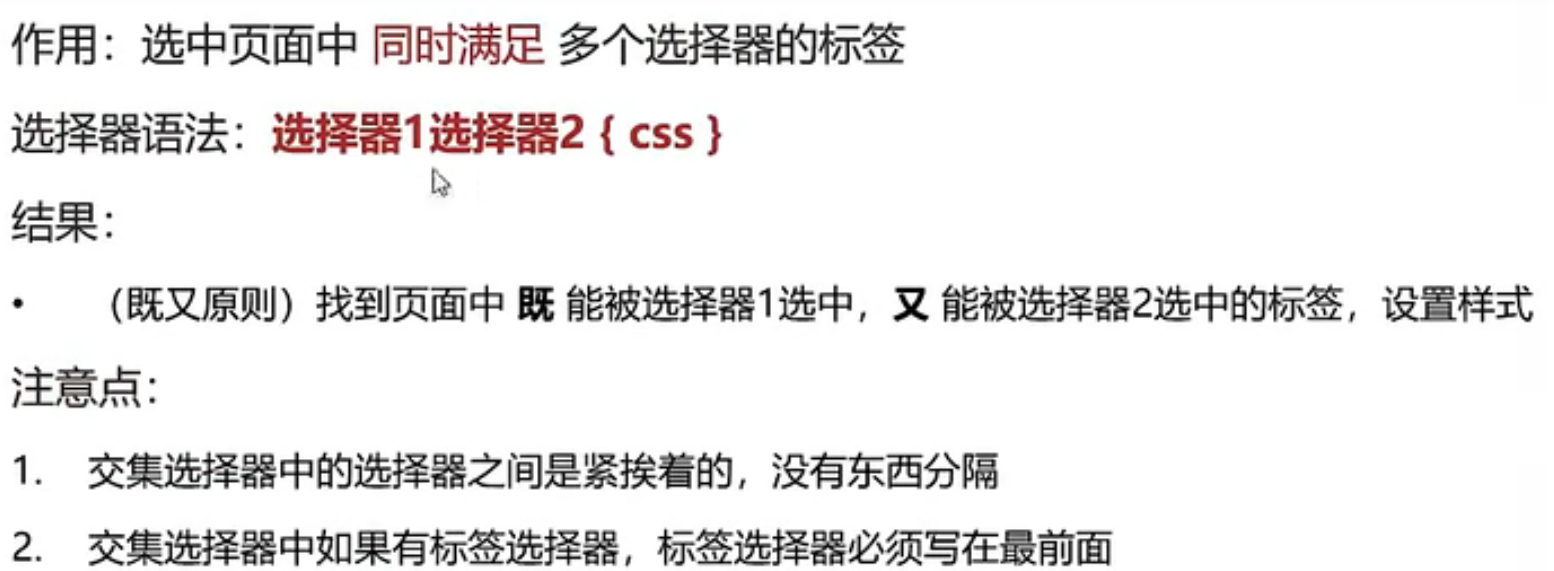 作用：选中页面中 同时满足 多个选择器的标签
选择器语法：选择器1选择器2 { css }
结果：
• （既又原则）找到页面中 既 能被选择器1选中，又 能被选择器2选中的标签，设置样式
注意点：
1. 交集选择器中的选择器之间是紧挨着的，没有东西分隔
2. 交集选择器中如果有标签选择器，标签选择器必须写在最前面